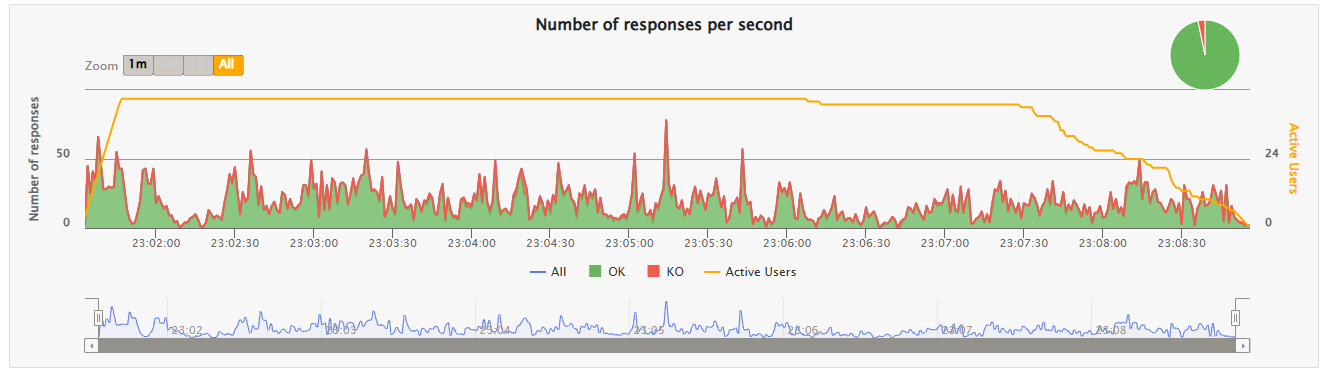 Number of responses per second
Zoom 1m All
Number of responses
50
0
24
0
Active Users
23:02:00 23:02:30 23:03:00 23:03:30 23:04:00 23:04:30 23:05:00 23:05:30 23:06:00 23:06:30 23:07:00 23:07:30 23:08:00 23:08:30
All OK KO Active Users
23:02 23:03 23:04 23:05 23:06 23:07 23:08